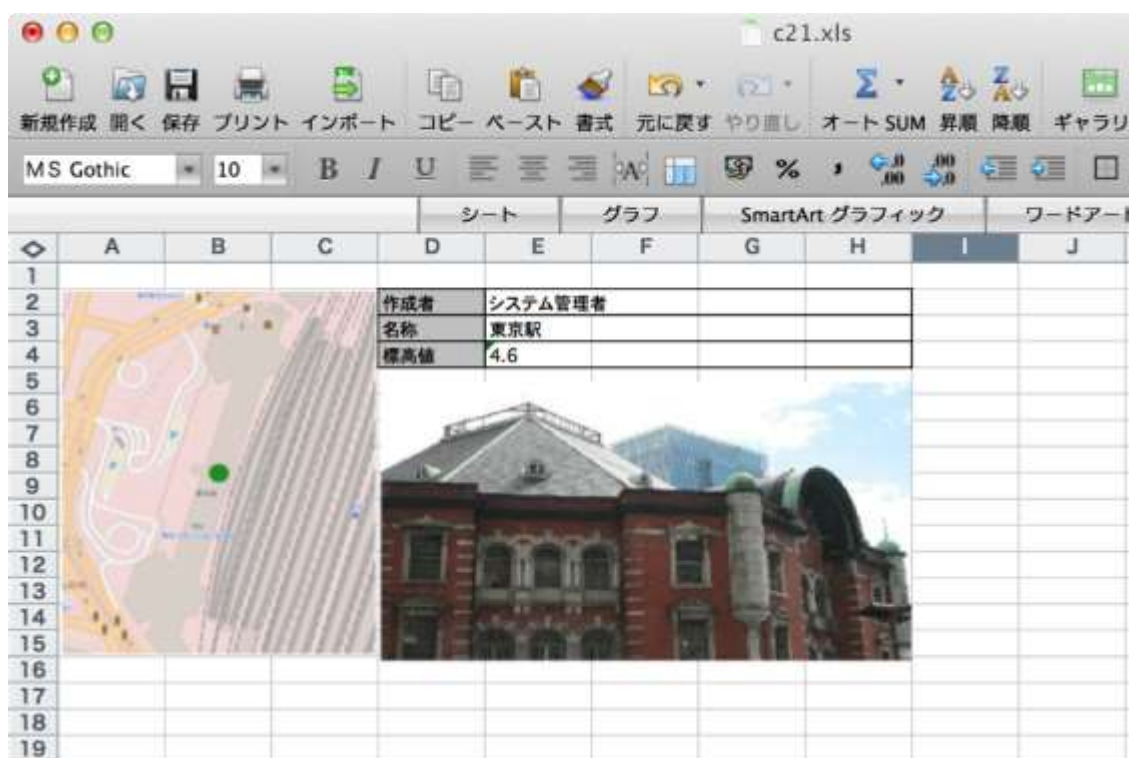 c21.xls
新規作成 開く 保存 プリント インポート コピー ペースト 書式 元に戻す やり直し オート SUM 昇順 降順 ギャラリ
MS Gothic 10 B I U % , .0 .00 .00 .0
シート グラフ SmartArt グラフィック ワードアート
A B C D E F G H I J
1
2 作成者 システム管理者
3 名称 東京駅
4 標高値 4.6
5
6
7
8
9
10
11
12
13
14
15
16
17
18
19